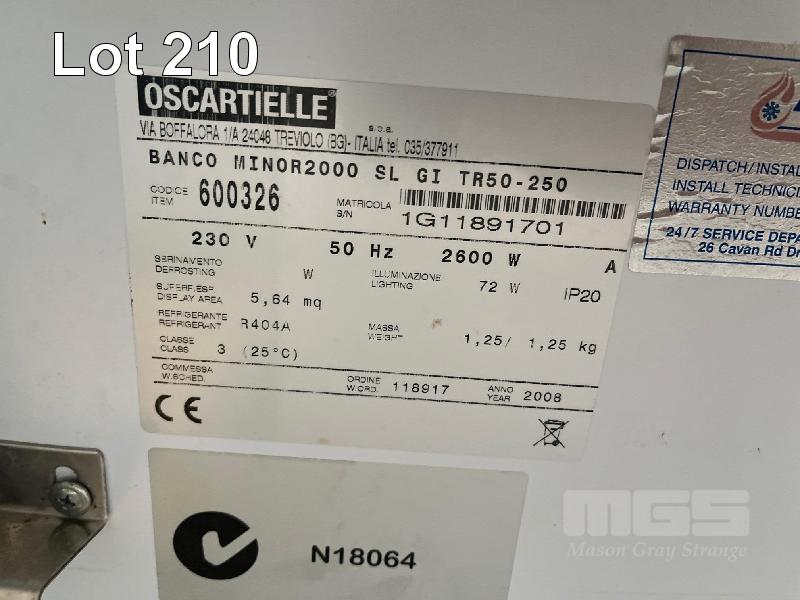 Lot 210
OSCARTIELLE
s.p.a.
VIA BOFFALORA 1/A 24048 TREVIOLO (BG)- ITALIA tel. 035/377911
BANCO MINOR2000 SL GI TR50-250
CODICE
ITEM
600326
MATRICOLA
S/N
1G11891701
230 V 50 Hz 2600 W A
SBRINAMENTO
DEFROSTING
W
ILLUMINAZIONE
LIGHTING
72 W
IP20
SUPERF.ESP.
DISPLAY AREA
5,64 mq
REFRIGERANTE
REFRIGERANT
R404A
MASSA
WEIGHT
1,25/ 1,25 kg
CLASSE
CLASS
3 (25°C)
COMMESSA
W.SCHED.
ORDINE
W.ORD.
118917
ANNO
YEAR
2008
CE
N18064
DISPATCH/INSTAL
INSTALL TECHNICI
WARRANTY NUMBE
24/7 SERVICE DEPA
26 Cavan Rd Dr
MGS
Mason Gray Strange